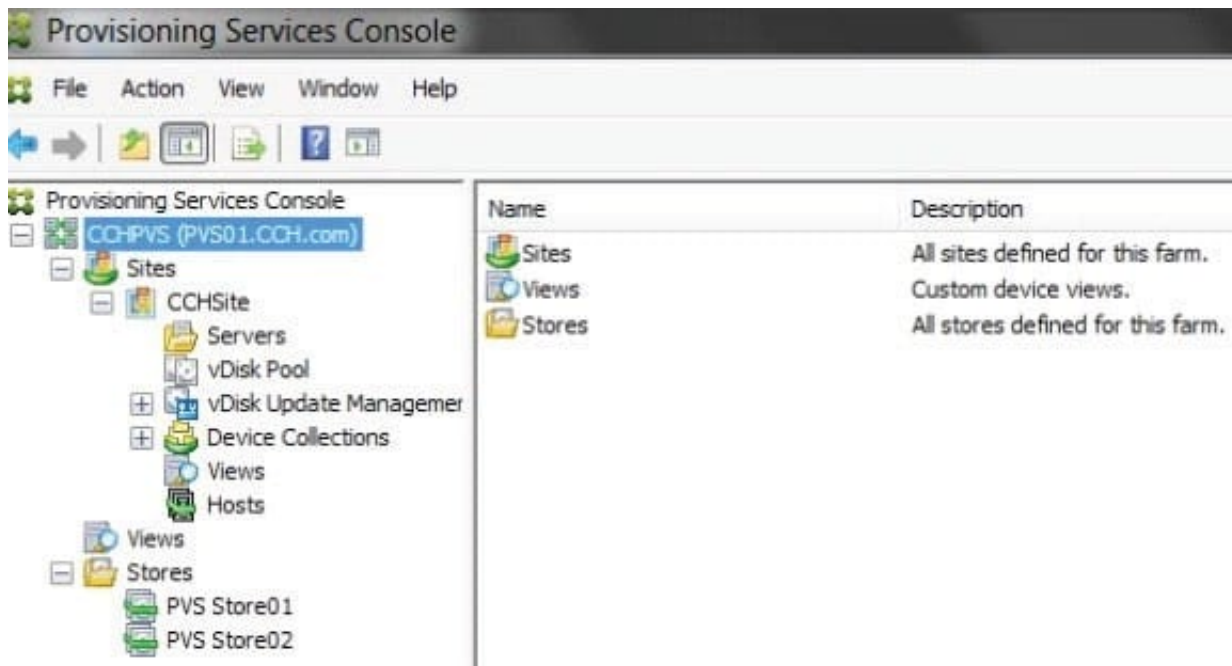 Provisioning Services Console
File Action View Window Help
Provisioning Services Console
CCHPVS (PVS01.CCH.com)
Sites
CCHSite
Servers
vDisk Pool
vDisk Update Managemer
Device Collections
Views
Hosts
Views
Stores
PVS Store01
PVS Store02
Name Description
Sites All sites defined for this farm.
Views Custom device views.
Stores All stores defined for this farm.